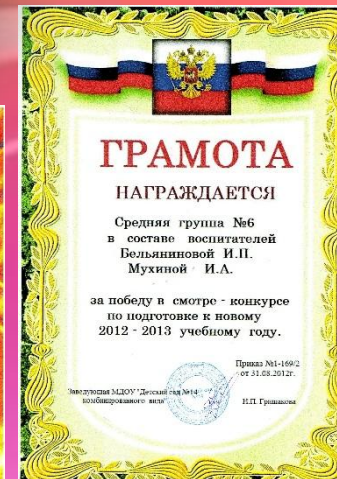 ГРАМОТА
НАГРАЖДАЕТСЯ
Средняя группа №6
в составе воспитателей
Бельяниновой И.П.
Мухиной И.А.
за победу в смотре - конкурсе
по подготовке к новому
2012 - 2013 учебному году.
Приказ №1-169/2
от 31.08.2012г.
Заведующая МДОУ "Детский сад №14
комбинированного вида"
И.П. Гришакова